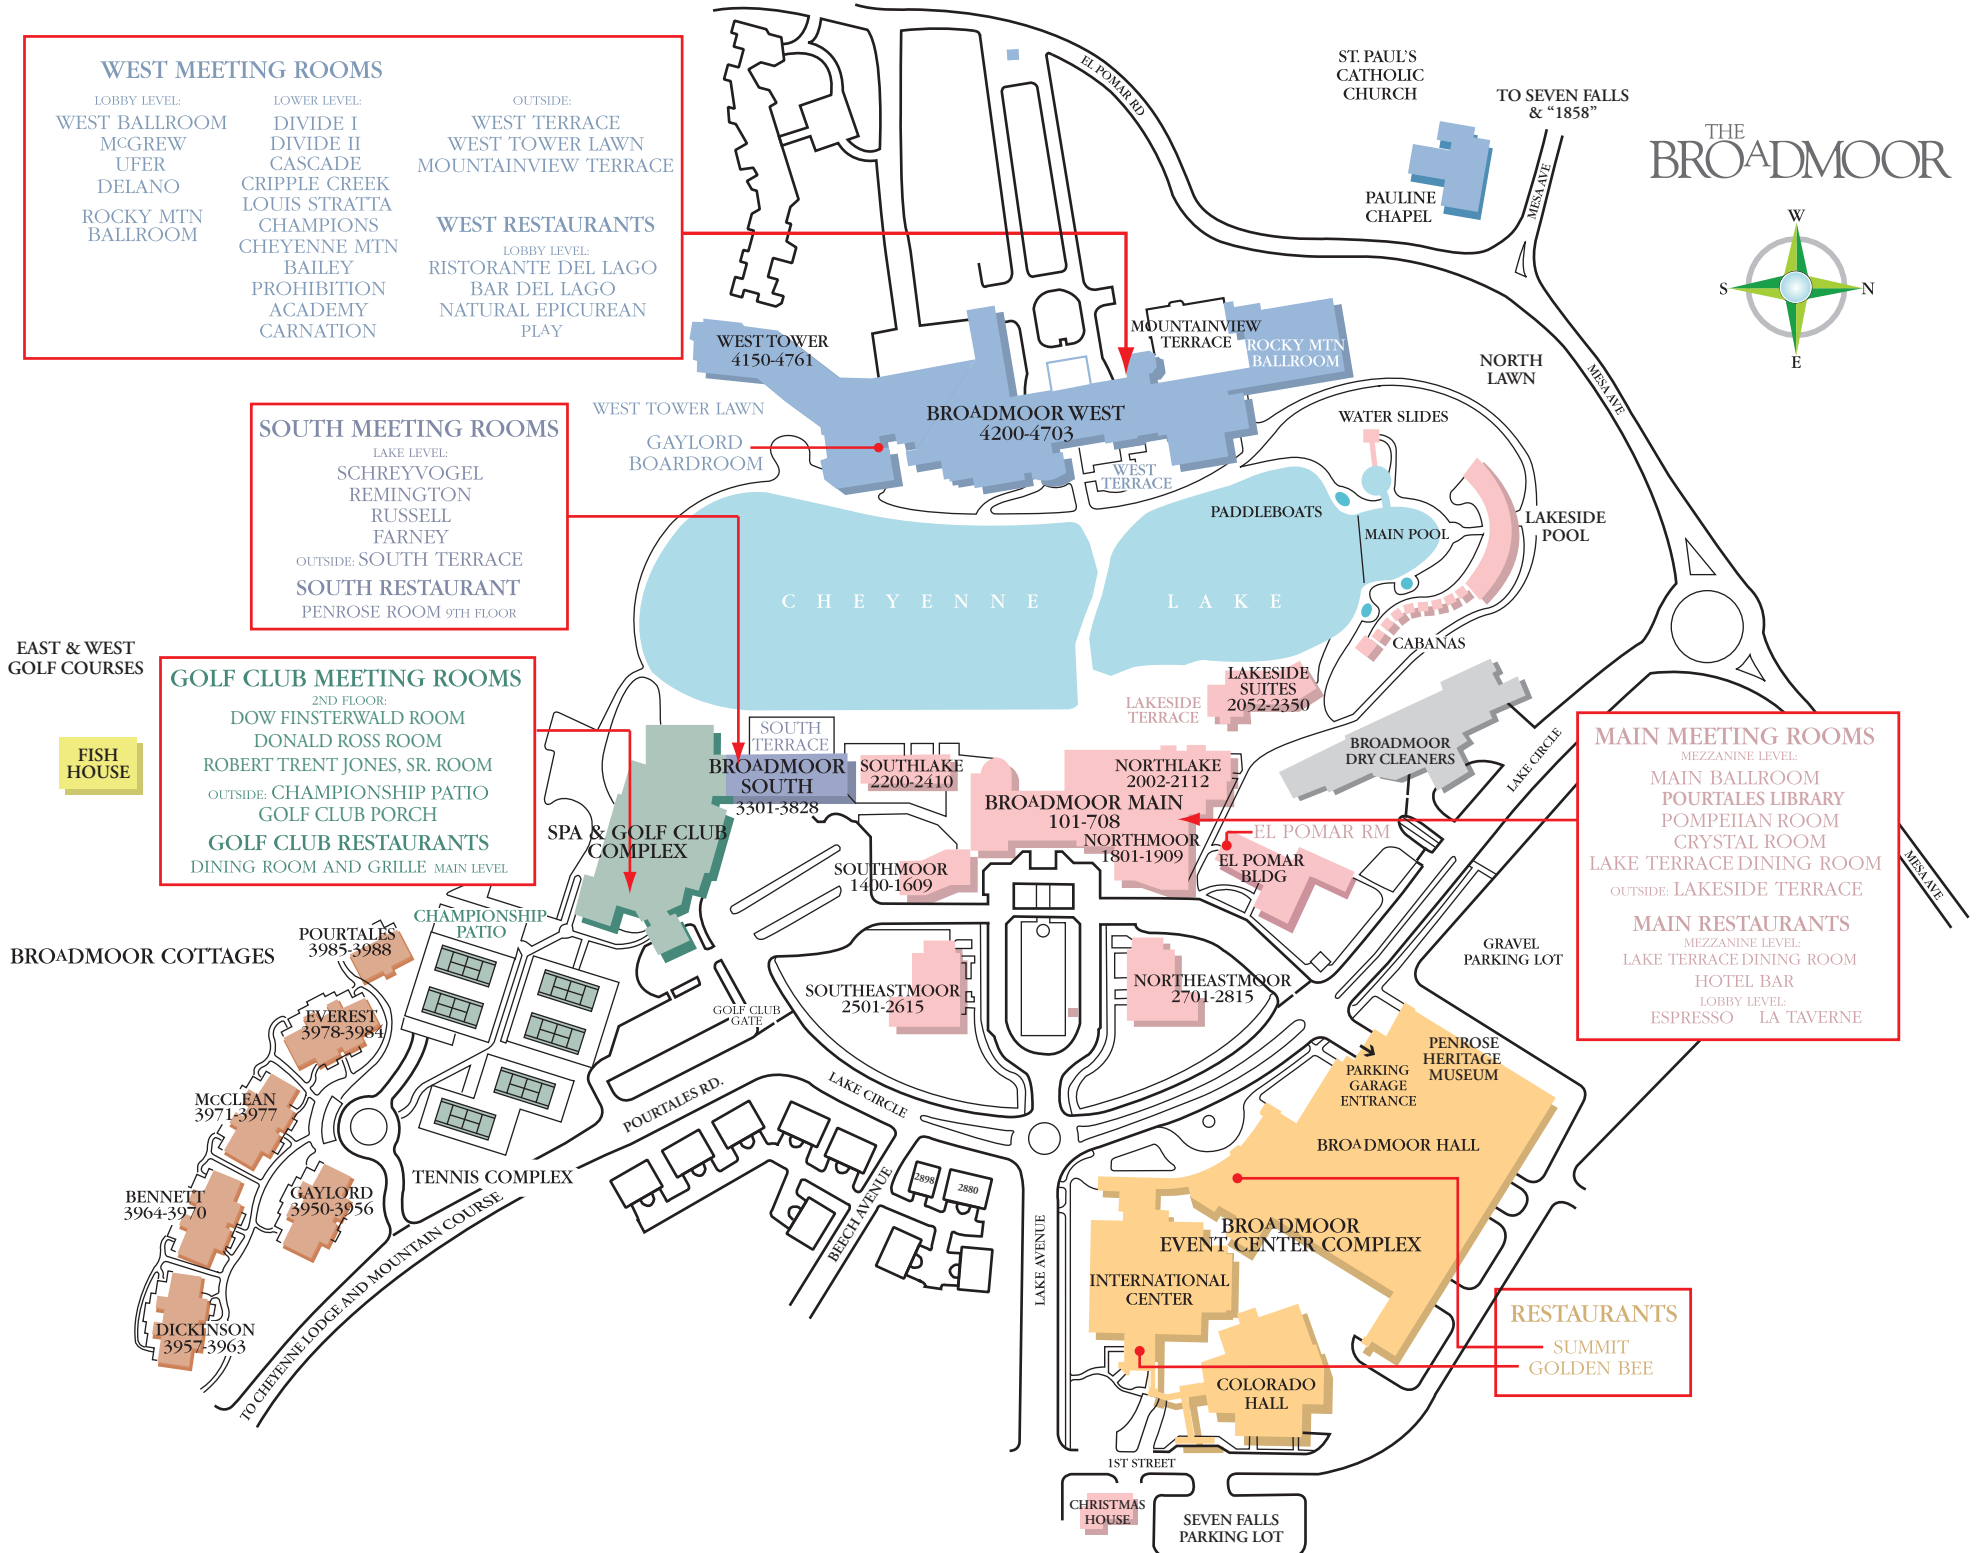 WEST MEETING ROOMS
LOBBY LEVEL:
WEST BALLROOM
McGREW
UFER
DELANO
ROCKY MTN
BALLROOM
LOWER LEVEL:
DIVIDE I
DIVIDE II
CASCADE
CRIPPLE CREEK
LOUIS STRATTA
CHAMPIONS
CHEYENNE MTN
BAILEY
PROHIBITION
ACADEMY
CARNATION
OUTSIDE:
WEST TERRACE
WEST TOWER LAWN
MOUNTAINVIEW TERRACE
WEST RESTAURANTS
LOBBY LEVEL:
RISTORANTE DEL LAGO
BAR DEL LAGO
NATURAL EPICUREAN
PLAY
EL POMAR RD
ST. PAUL'S
CATHOLIC
CHURCH
PAULINE
CHAPEL
TO SEVEN FALLS
& “1858”
MESA AVE
THE
BROADMOOR
W
S
N
E
WEST TOWER
4150-4761
MOUNTAINVIEW
TERRACE
ROCKY MTN
BALLROOM
NORTH
LAWN
MESA AVE
WEST TOWER LAWN
GAYLORD
BOARDROOM
BROADMOOR WEST
4200-4703
WEST
TERRACE
WATER SLIDES
PADDLEBOATS
MAIN POOL
LAKESIDE
POOL
CABANAS
CHEYENNE LAKE
SOUTH MEETING ROOMS
LAKE LEVEL:
SCHREYVOGEL
REMINGTON
RUSSELL
FARNEY
OUTSIDE: SOUTH TERRACE
SOUTH RESTAURANT
PENROSE ROOM 9TH FLOOR
EAST & WEST
GOLF COURSES
FISH
HOUSE
GOLF CLUB MEETING ROOMS
2ND FLOOR:
DOW FINSTERWALD ROOM
DONALD ROSS ROOM
ROBERT TRENT JONES, SR. ROOM
OUTSIDE: CHAMPIONSHIP PATIO
GOLF CLUB PORCH
GOLF CLUB RESTAURANTS
DINING ROOM AND GRILLE MAIN LEVEL
SOUTH
TERRACE
BROADMOOR
SOUTH
3301-3828
SPA & GOLF CLUB
COMPLEX
SOUTHLAKE
2200-2410
LAKESIDE
TERRACE
LAKESIDE
SUITES
2052-2350
NORTHLAKE
2002-2112
BROADMOOR MAIN
101-708
NORTHMOOR
1801-1909
SOUTHMOOR
1400-1609
BROADMOOR
DRY CLEANERS
EL POMAR RM
EL POMAR
BLDG
LAKE CIRCLE
MAIN MEETING ROOMS
MEZZANINE LEVEL:
MAIN BALLROOM
POURTALES LIBRARY
POMPEIIAN ROOM
CRYSTAL ROOM
LAKE TERRACE DINING ROOM
OUTSIDE: LAKESIDE TERRACE
MAIN RESTAURANTS
MEZZANINE LEVEL:
LAKE TERRACE DINING ROOM
HOTEL BAR
LOBBY LEVEL:
ESPRESSO LA TAVERNE
MESA AVE
GRAVEL
PARKING LOT
CHAMPIONSHIP
PATIO
BROADMOOR COTTAGES
POURTALES
3985-3988
EVEREST
3978-3984
McCLEAN
3971-3977
BENNETT
3964-3970
GAYLORD
3950-3956
DICKINSON
3957-3963
TENNIS COMPLEX
TO CHEYENNE LODGE AND MOUNTAIN COURSE
GOLF CLUB
GATE
SOUTHEASTMOOR
2501-2615
NORTHEASTMOOR
2701-2815
POURTALES RD.
LAKE CIRCLE
BEECH AVENUE
2898
2880
LAKE AVENUE
PENROSE
HERITAGE
MUSEUM
PARKING
GARAGE
ENTRANCE
BROADMOOR HALL
BROADMOOR
EVENT CENTER COMPLEX
INTERNATIONAL
CENTER
COLORADO
HALL
RESTAURANTS
SUMMIT
GOLDEN BEE
1ST STREET
CHRISTMAS
HOUSE
SEVEN FALLS
PARKING LOT